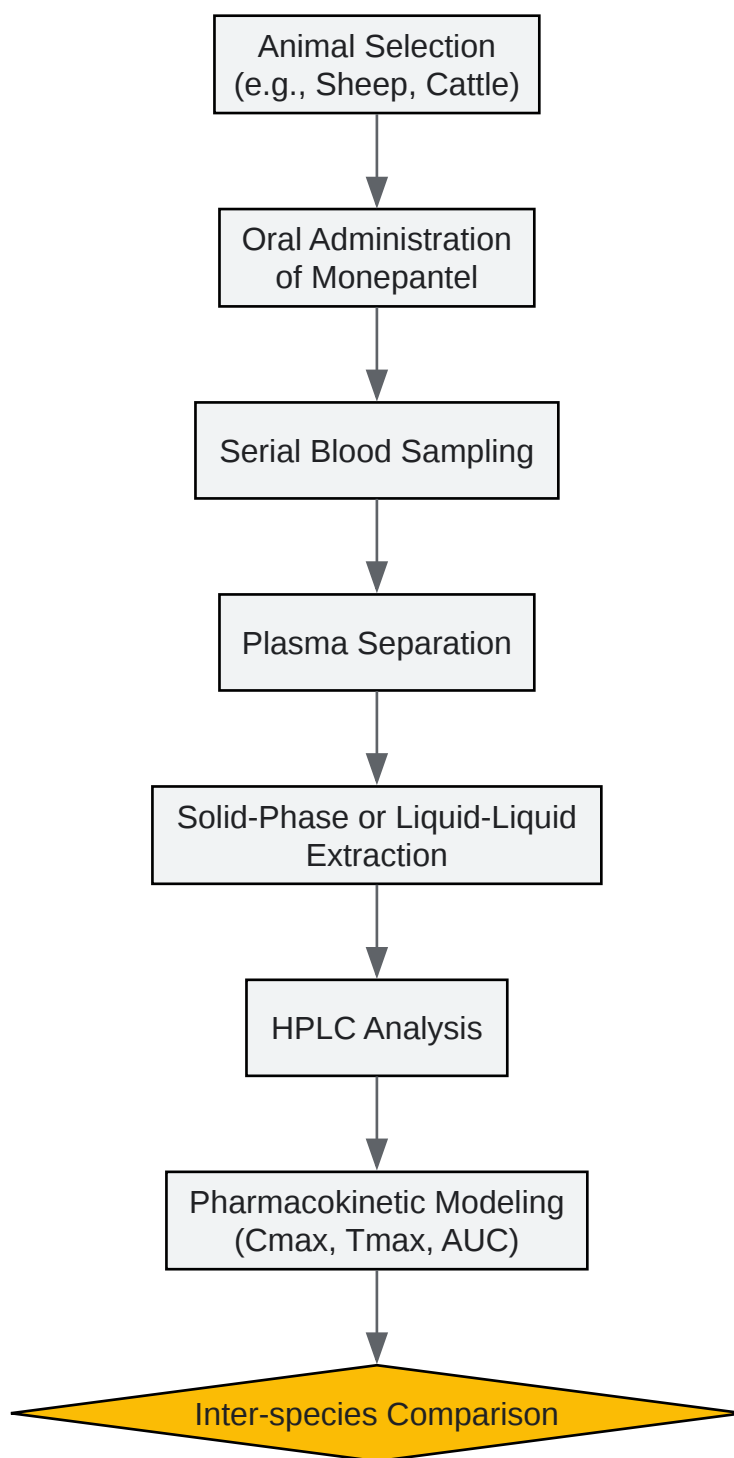 Animal Selection
(e.g., Sheep, Cattle)
Oral Administration
of Monepantel
Serial Blood Sampling
Plasma Separation
Solid-Phase or Liquid-Liquid
Extraction
HPLC Analysis
Pharmacokinetic Modeling
(Cmax, Tmax, AUC)
Inter-species Comparison